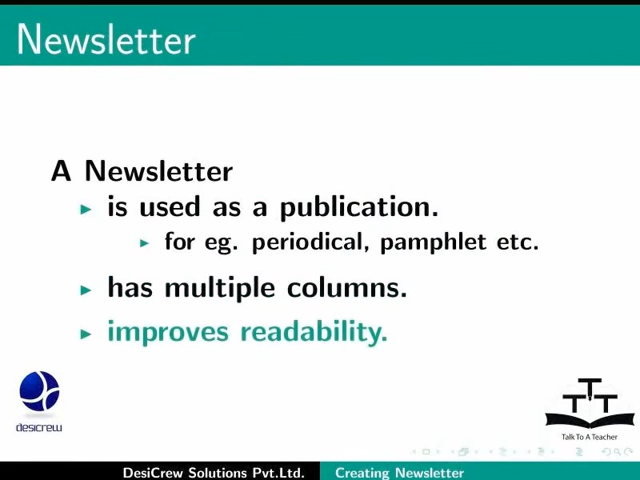 Newsletter
A Newsletter
is used as a publication.
for eg. periodical, pamphlet etc.
has multiple columns.
improves readability.
desicrew
T
T T
Talk To A Teacher
DesiCrew Solutions Pvt.Ltd.
Creating Newsletter